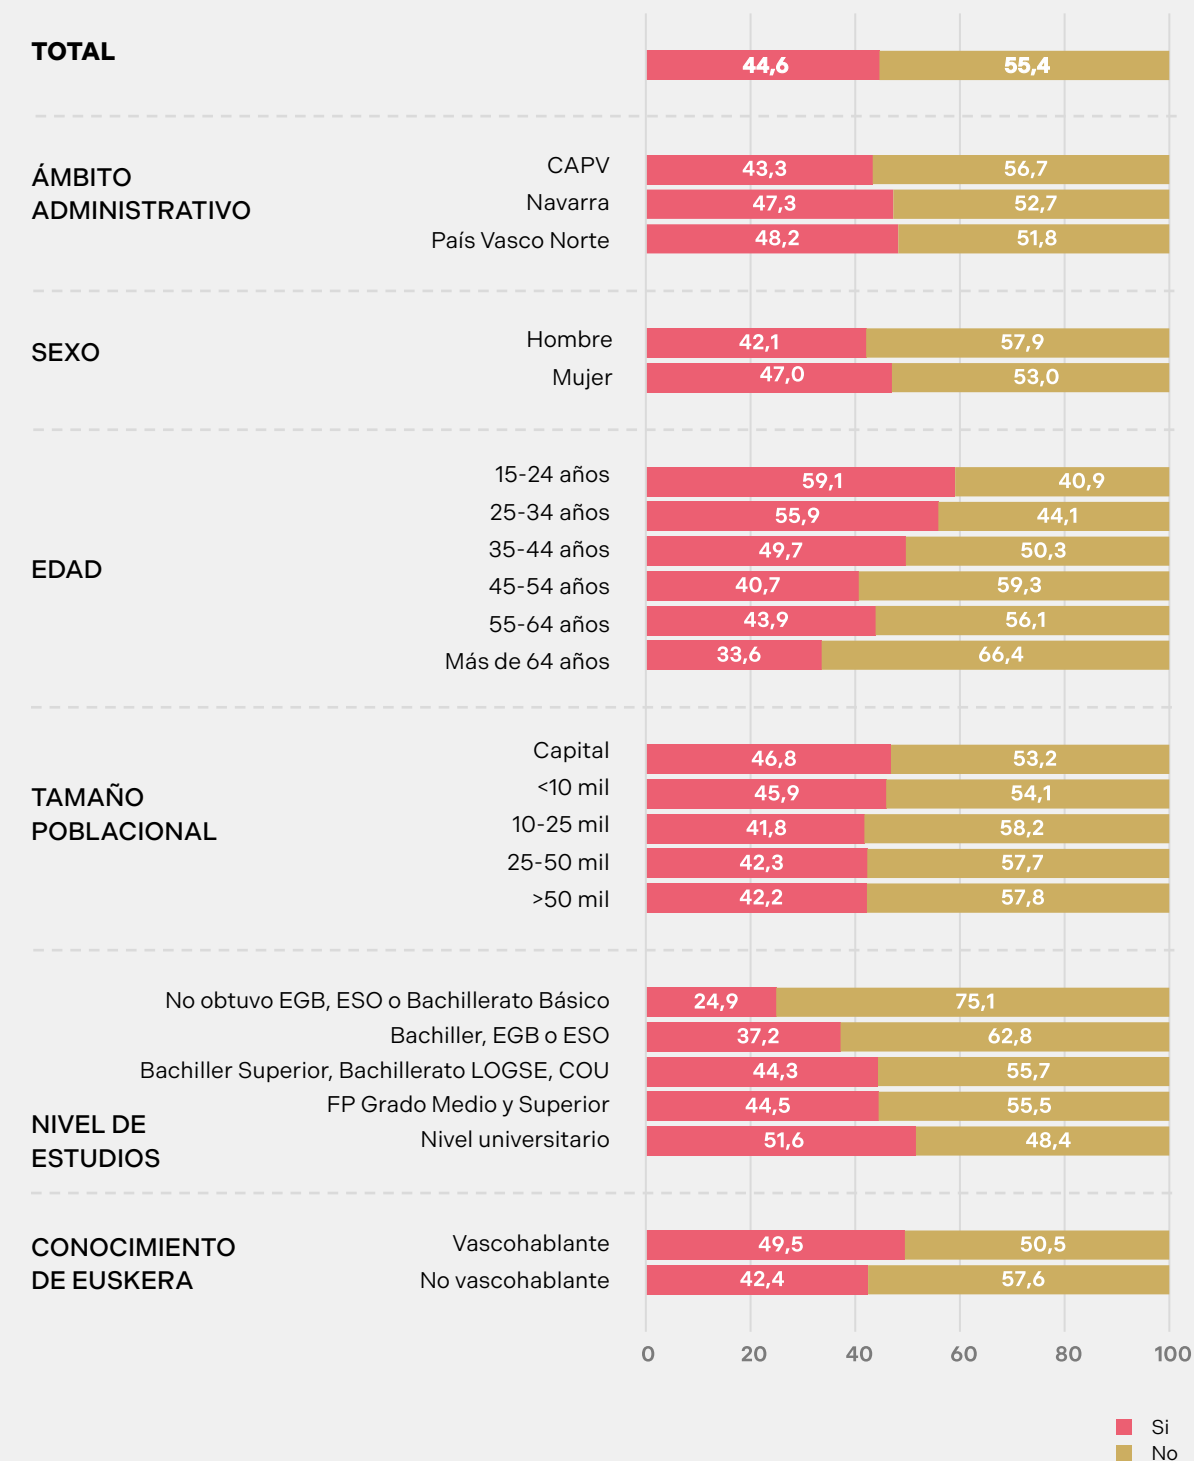 TOTAL
44,6 55,4
ÁMBITO
ADMINISTRATIVO
CAPV 43,3 56,7
Navarra 47,3 52,7
País Vasco Norte 48,2 51,8
SEXO
Hombre 42,1 57,9
Mujer 47,0 53,0
EDAD
15-24 años 59,1 40,9
25-34 años 55,9 44,1
35-44 años 49,7 50,3
45-54 años 40,7 59,3
55-64 años 43,9 56,1
Más de 64 años 33,6 66,4
TAMAÑO
POBLACIONAL
Capital 46,8 53,2
<10 mil 45,9 54,1
10-25 mil 41,8 58,2
25-50 mil 42,3 57,7
>50 mil 42,2 57,8
NIVEL DE
ESTUDIOS
No obtuvo EGB, ESO o Bachillerato Básico 24,9 75,1
Bachiller, EGB o ESO 37,2 62,8
Bachiller Superior, Bachillerato LOGSE, COU 44,3 55,7
FP Grado Medio y Superior 44,5 55,5
Nivel universitario 51,6 48,4
CONOCIMIENTO
DE EUSKERA
Vascohablante 49,5 50,5
No vascohablante 42,4 57,6
0 20 40 60 80 100
Si
No